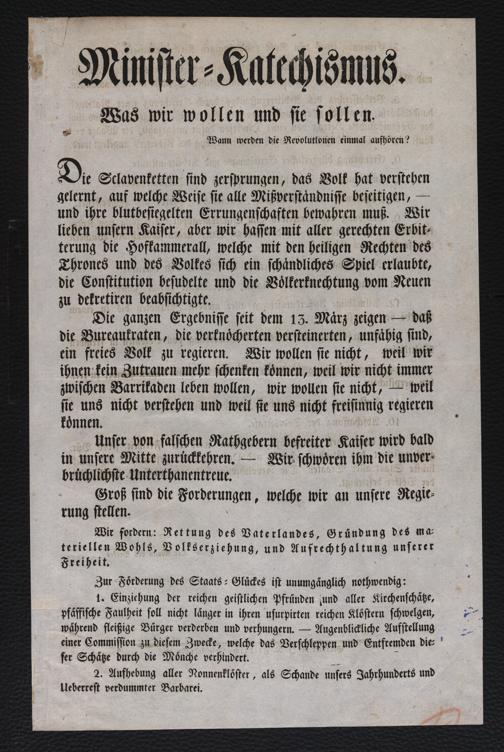 Minister-Katechismus.
Was wir wollen und sie sollen.
Wann werden die Revolutionen einmal aufhören?
Die Sclavenketten sind zersprungen, das Volk hat verstehen
gelernt, auf welche Weise sie alle Mißverständnisse beseitigen, —
und ihre blutbesiegelten Errungenschaften bewahren muß. Wir
lieben unsern Kaiser, aber wir hassen mit aller gerechten Erbit-
terung die Hofkammerall, welche mit den heiligen Rechten des
Thrones und des Volkes sich ein schändliches Spiel erlaubte,
die Constitution besudelte und die Völkerknechtung vom Neuen
zu dekretiren beabsichtigte.
Die ganzen Ergebnisse seit dem 13. März zeigen — daß
die Bureaukraten, die verknöcherten versteinerten, unfähig sind,
ein freies Volk zu regieren. Wir wollen sie nicht, weil wir
ihnen kein Zutrauen mehr schenken können, weil wir nicht immer
zwischen Barrikaden leben wollen, wir wollen sie nicht, — weil
sie uns nicht verstehen und weil sie uns nicht freisinnig regieren
können.
Unser von falschen Rathgebern befreiter Kaiser wird bald
in unsere Mitte zurückkehren. — Wir schwören ihm die unver-
brüchlichste Unterthanentreue.
Groß sind die Forderungen, welche wir an unsere Regie-
rung stellen.
Wir fordern: Rettung des Vaterlandes, Gründung des ma-
teriellen Wohls, Volkserziehung, und Aufrechthaltung unserer
Freiheit.
Zur Förderung des Staats-Glückes ist unumgänglich nothwendig:
1. Einziehung der reichen geistlichen Pfründen und aller Kirchenschätze,
pfäffische Faulheit soll nicht länger in ihren usurpirten reichen Klöstern schwelgen,
während fleißige Bürger verderben und verhungern. — Augenblickliche Aufstellung
einer Commission zu diesem Zwecke, welche das Verschleppen und Entfremden die-
ser Schätze durch die Mönche verhindert.
2. Aufhebung aller Nonnenklöster, als Schande unsers Jahrhunderts und
Ueberrest verdummter Barbarei.